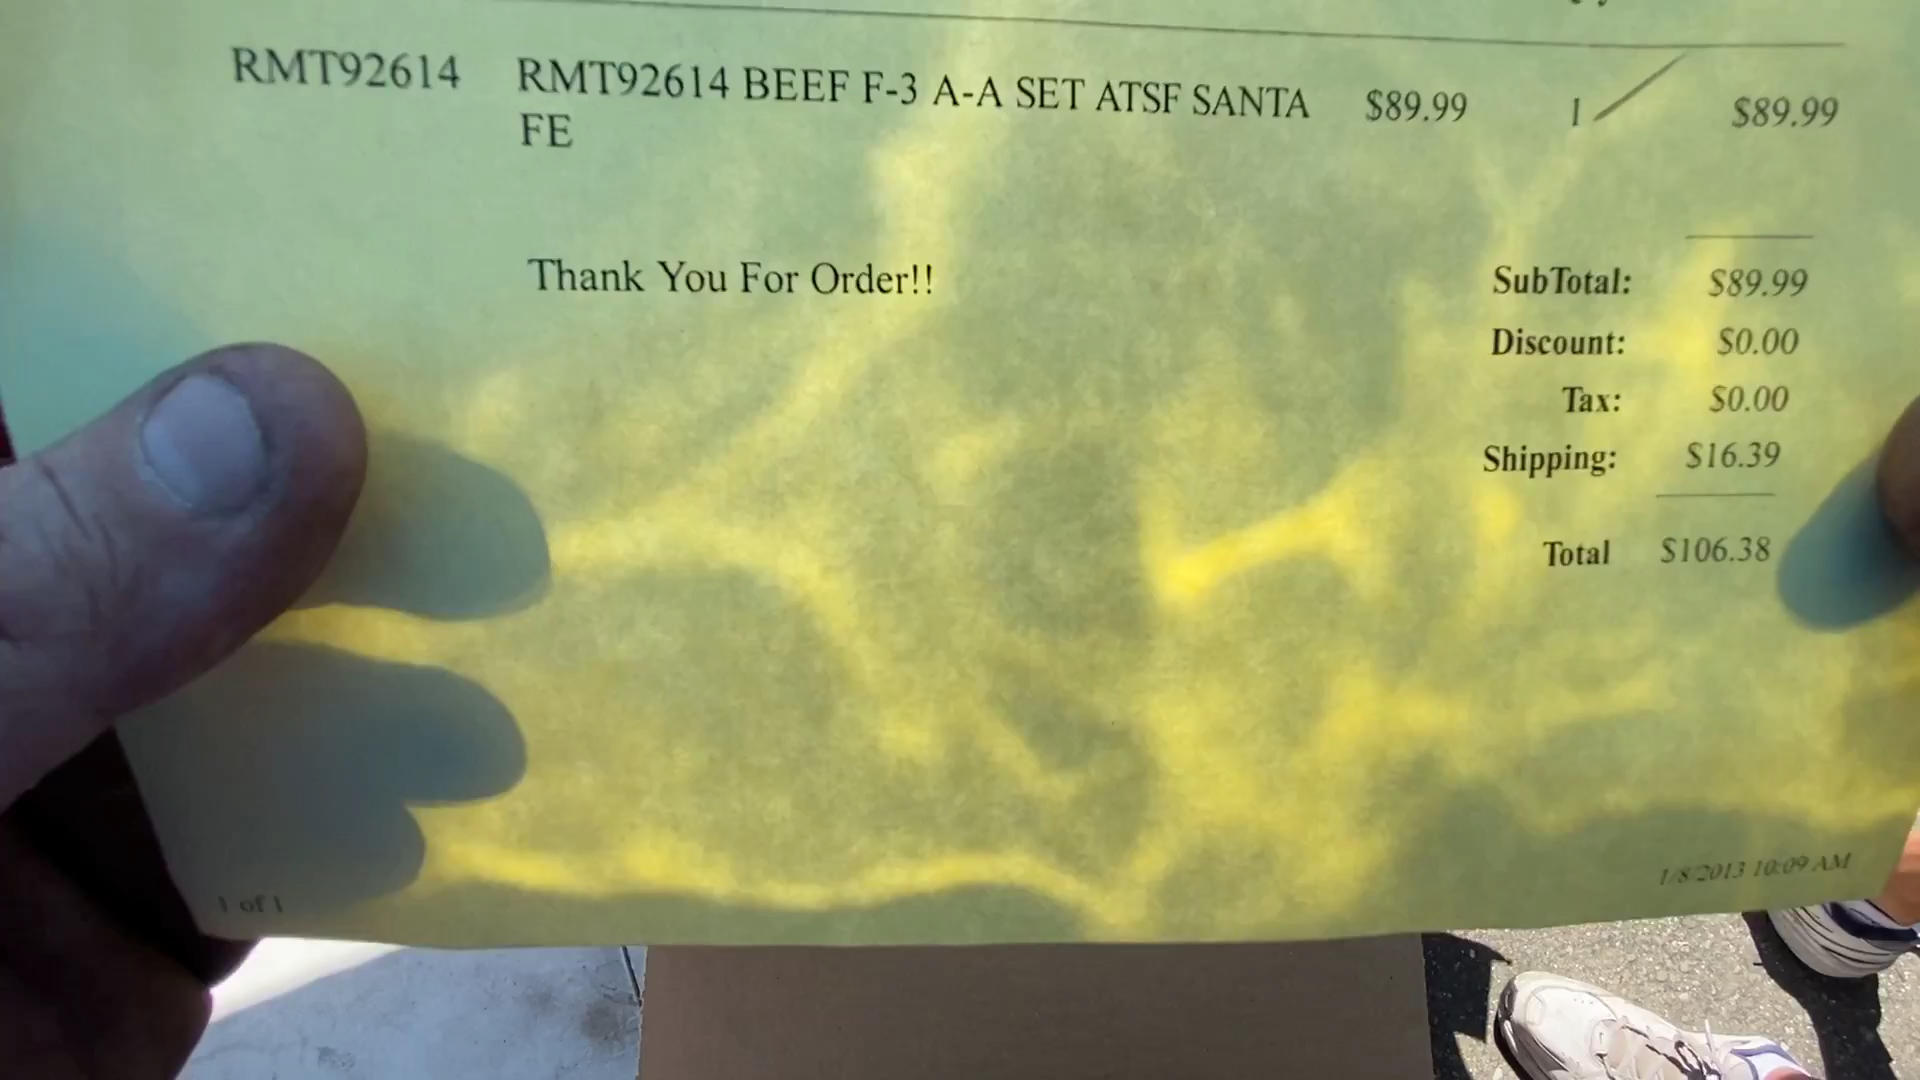 RMT92614 RMT92614 BEEF F-3 A-A SET ATSF SANTA $89.99 1 $89.99
FE
Thank You For Order!!
SubTotal: $89.99
Discount: $0.00
Tax: $0.00
Shipping: $16.39
Total $106.38
1 of 1
1/8/2013 10:09 AM